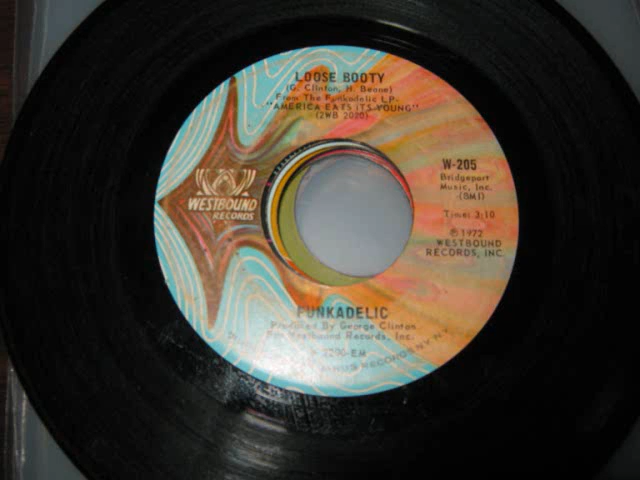 LOOSE BOOTY
(G. Clinton, H. Beane)
From The Funkadelic LP-
"AMERICA EATS ITS YOUNG"
(2WB 2020)
WESTBOUND
RECORDS
W-205
Bridgeport
Music, Inc.
(BMI)
Time: 3:10
℗ 1972
WESTBOUND
RECORDS, INC.
FUNKADELIC
Produced By George Clinton
For Westbound Records, Inc.
RECORDS N.Y. N.Y.